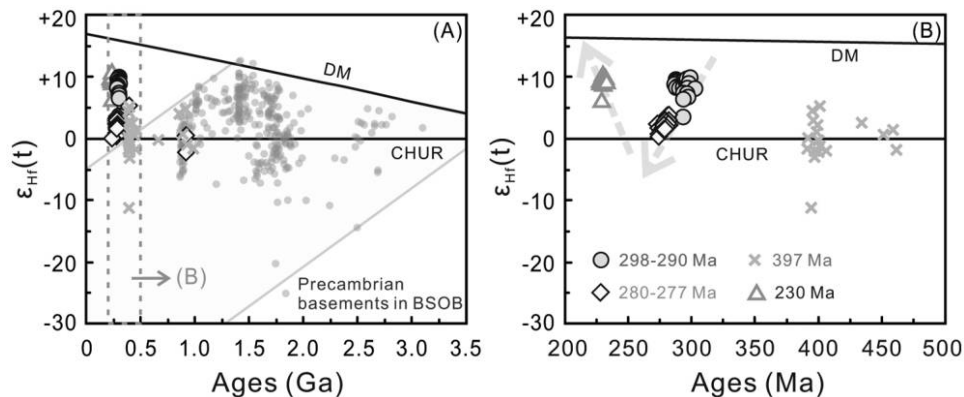 +20
+10
0
-10
-20
-30
εHf(t)
(A)
DM
CHUR
(B)
Precambrian
basements in BSOB
0
0.5
1.0
1.5
2.0
2.5
3.0
3.5
Ages (Ga)
+20
+10
0
-10
-20
-30
εHf(t)
(B)
DM
CHUR
298-290 Ma
397 Ma
280-277 Ma
230 Ma
200
250
300
350
400
450
500
Ages (Ma)